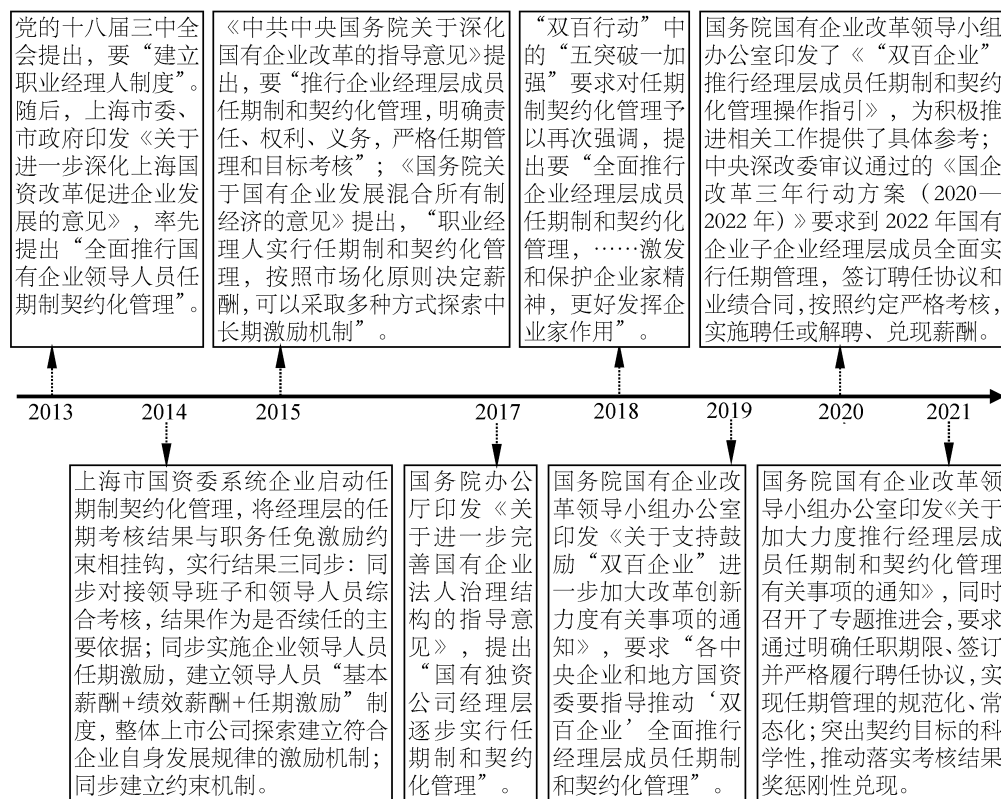 党的十八届三中全
会提出，要“建立
职业经理人制度”。
随后，上海市委、
市政府印发《关于
进一步深化上海国
资改革促进企业发
展的意见》，率先
提出“全面推行国
有企业领导人员任
期制契约化管理”。
《中共中央国务院关于深化
国有企业改革的指导意见》提
出，要“推行企业经理层成员
任期制和契约化管理，明确责
任、权利、义务，严格任期管
理和目标考核”；《国务院关
于国有企业发展混合所有制
经济的意见》提出，“职业经
理人实行任期制和契约化管
理，按照市场化原则决定薪
酬，可以采取多种方式探索中
长期激励机制”。
“双百行动”中
的“五突破一加
强”要求对任期
制契约化管理予
以再次强调，提
出要“全面推行
企业经理层成员
任期制和契约化
管理，……激发
和保护企业家精
神，更好发挥企
业家作用”。
国务院国有企业改革领导小组
办公室印发了《“双百企业”
推行经理层成员任期制和契约
化管理操作指引》，为积极推
进相关工作提供了具体参考；
中央深改委审议通过的《国企
改革三年行动方案（2020—
2022 年）》要求到 2022 年国有
企业子企业经理层成员全面实
行任期管理，签订聘任协议和
业绩合同，按照约定严格考核，
实施聘任或解聘、兑现薪酬。
2013 2014 2015 2017 2018 2019 2020 2021
上海市国资委系统企业启动任
期制契约化管理，将经理层的任
期考核结果与职务任免激励约
束相挂钩，实行结果三同步：同
步对接领导班子和领导人员综
合考核，结果作为是否续任的主
要依据；同步实施企业领导人员
任期激励，建立领导人员“基本
薪酬+绩效薪酬+任期激励”制
度，整体上市公司探索建立符合
企业自身发展规律的激励机制；
同步建立约束机制。
国务院办公
厅印发《关
于进一步完
善国有企业
法人治理结
构的指导意
见》，提出
“国有独资
公司经理层
逐步实行任
期制和契约
化管理”。
国务院国有企业改
革领导小组办公室
印发《关于支持鼓
励“双百企业”进
一步加大改革创新
力度有关事项的通
知》，要求“各中
央企业和地方国资
委要指导推动‘双
百企业’全面推行
经理层成员任期制
和契约化管理”。
国务院国有企业改革领
导小组办公室印发《关于
加大力度推行经理层成
员任期制和契约化管理
有关事项的通知》，同时
召开了专题推进会，要求
通过明确任职期限、签订
并严格履行聘任协议，实
现任期管理的规范化、常
态化；突出契约目标的科
学性，推动落实考核结果
奖惩刚性兑现。